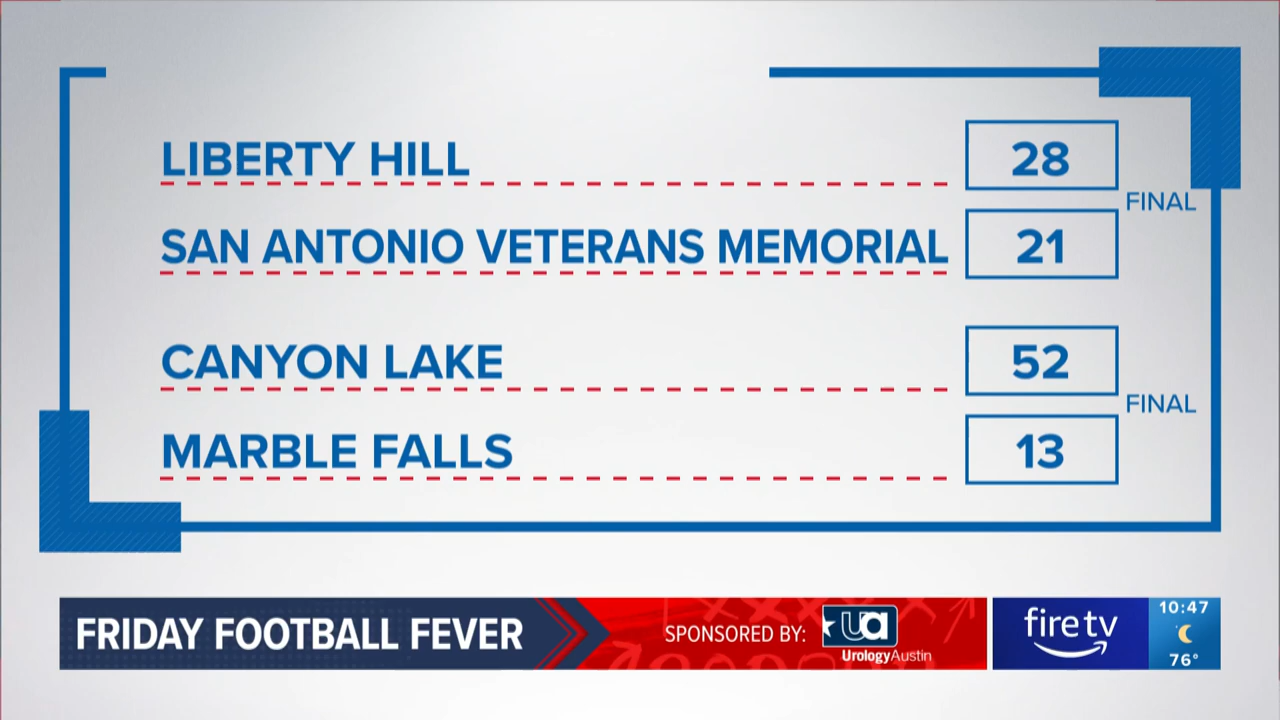 LIBERTY HILL 28
FINAL
SAN ANTONIO VETERANS MEMORIAL 21
CANYON LAKE 52
FINAL
MARBLE FALLS 13
FRIDAY FOOTBALL FEVER
SPONSORED BY:
ua
UrologyAustin
fire tv
10:47
76°